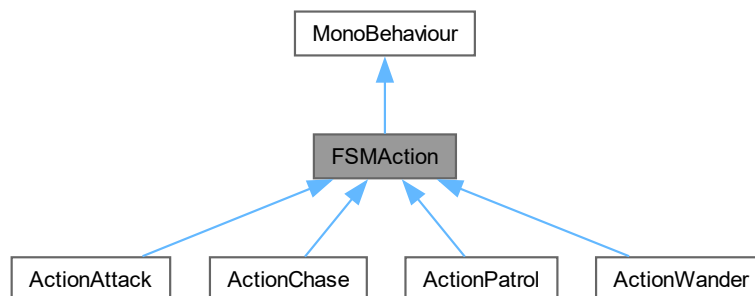 MonoBehaviour
FSMAction
ActionAttack
ActionChase
ActionPatrol
ActionWander